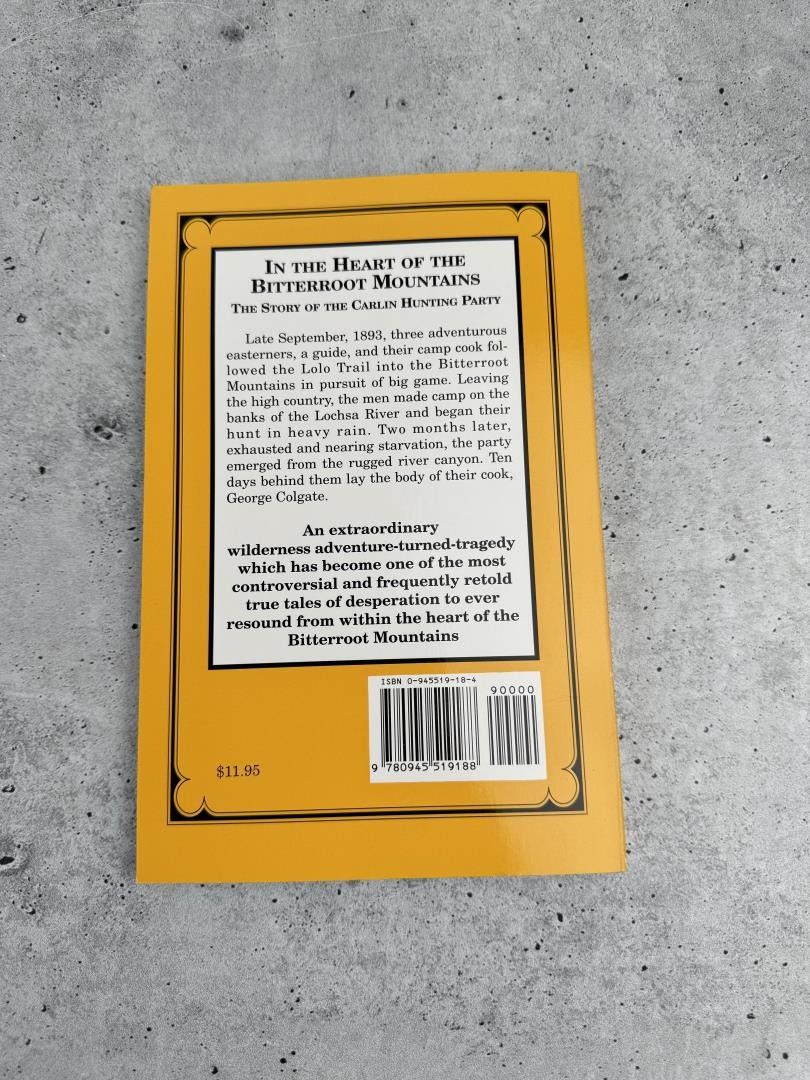 In the Heart of the
Bitterroot Mountains
The Story of the Carlin Hunting Party
Late September, 1893, three adventurous
easterners, a guide, and their camp cook fol-
lowed the Lolo Trail into the Bitterroot
Mountains in pursuit of big game. Leaving
the high country, the men made camp on the
banks of the Lochsa River and began their
hunt in heavy rain. Two months later,
exhausted and nearing starvation, the party
emerged from the rugged river canyon. Ten
days behind them lay the body of their cook,
George Colgate.
An extraordinary
wilderness adventure-turned-tragedy
which has become one of the most
controversial and frequently retold
true tales of desperation to ever
resound from within the heart of the
Bitterroot Mountains
ISBN 0-945519-18-4
90000
9 780945 519188
$11.95